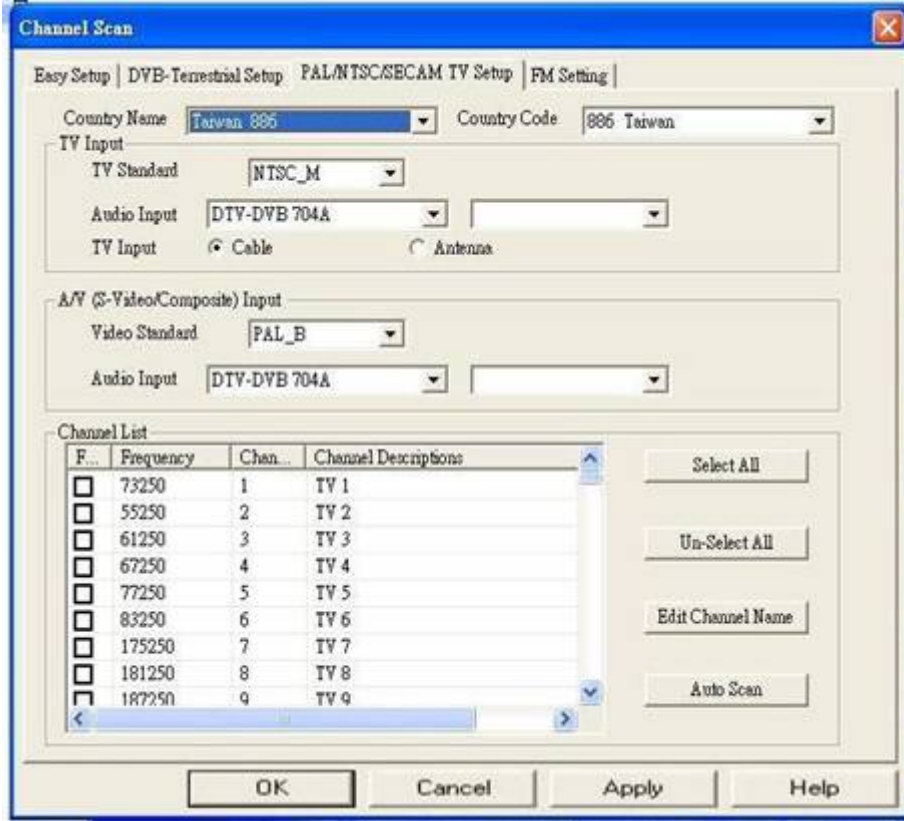 Channel Scan
Easy Setup DVB-Terrestrial Setup PAL/NTSC/SECAM TV Setup FM Setting
Country Name Taiwan 886 Country Code 886 Taiwan
TV Input
TV Standard NTSC_M
Audio Input DTV-DVB 704A
TV Input Cable Antenna
A/V (S-Video/Composite) Input
Video Standard PAL_B
Audio Input DTV-DVB 704A
Channel List
F... Frequency Chan... Channel Descriptions
73250 1 TV 1
55250 2 TV 2
61250 3 TV 3
67250 4 TV 4
77250 5 TV 5
83250 6 TV 6
175250 7 TV 7
181250 8 TV 8
187250 9 TV 9
Select All
Un-Select All
Edit Channel Name
Auto Scan
OK Cancel Apply Help